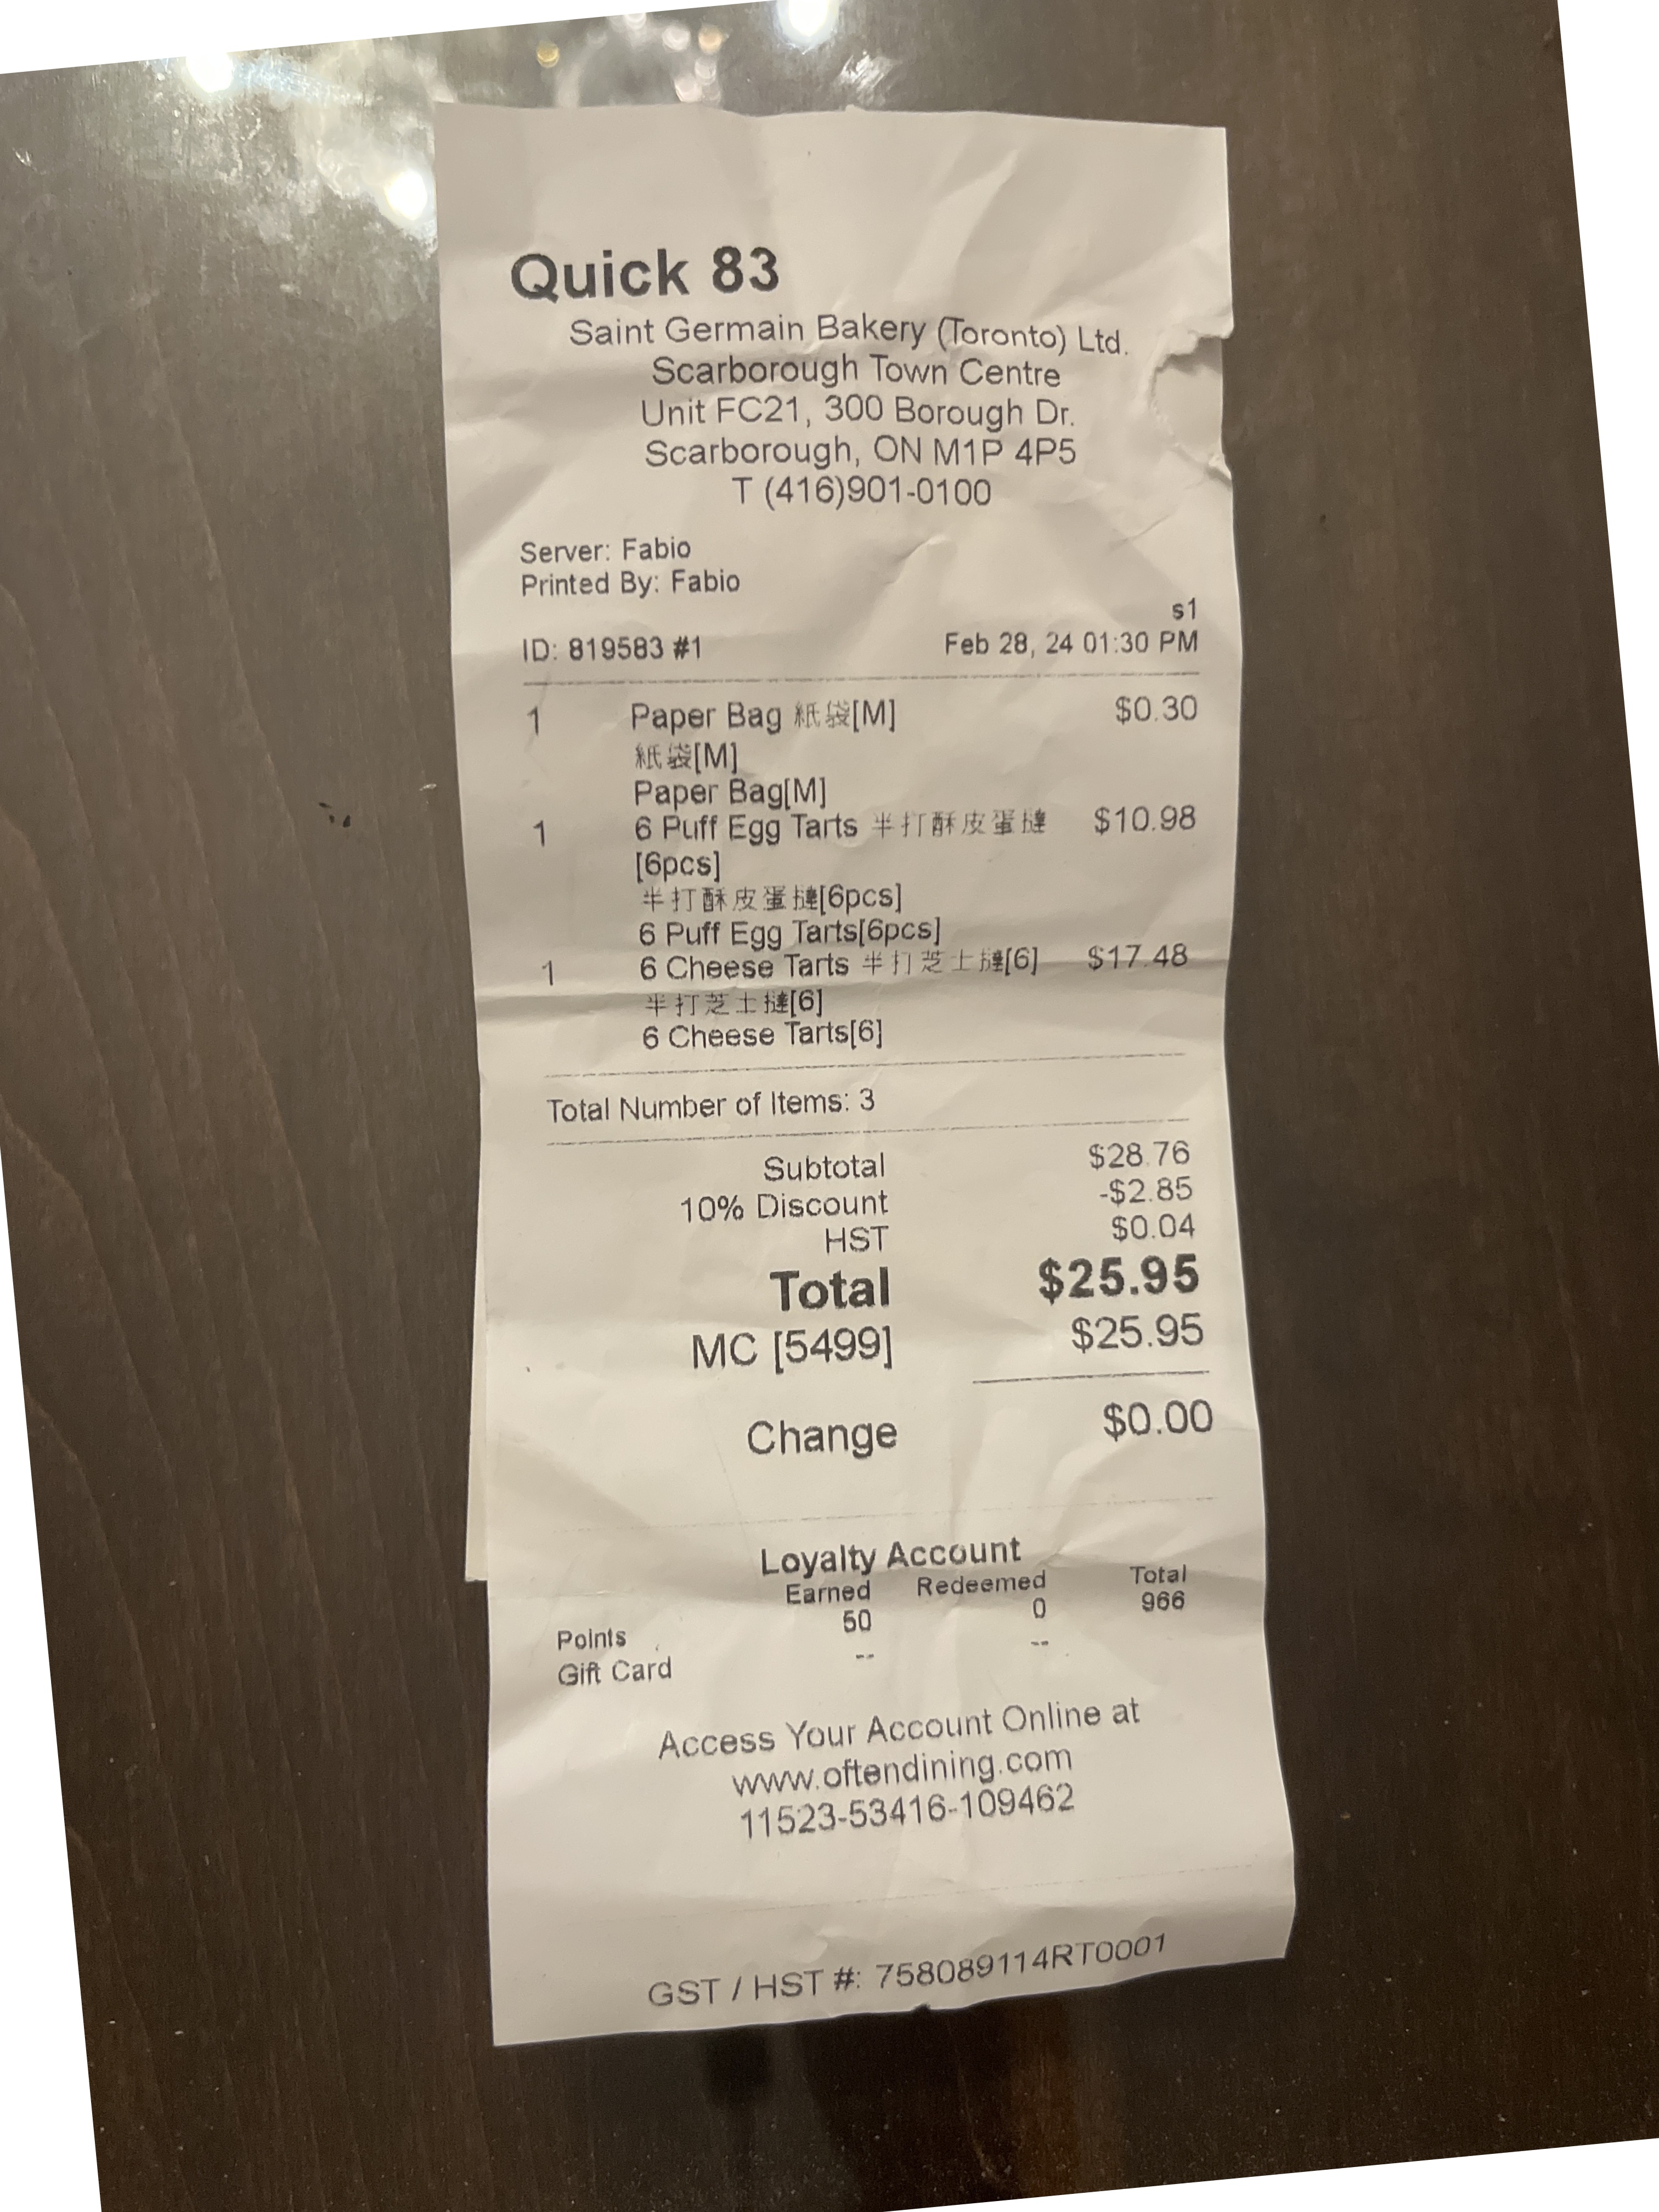 Quick 83
Saint Germain Bakery (Toronto) Ltd.
Scarborough Town Centre
Unit FC21, 300 Borough Dr.
Scarborough, ON M1P 4P5
T (416)901-0100
Server: Fabio
Printed By: Fabio
s1
ID: 819583 #1 Feb 28, 24 01:30 PM
1 Paper Bag 紙袋[M] $0.30
紙袋[M]
Paper Bag[M]
1 6 Puff Egg Tarts 半打酥皮蛋撻 $10.98
[6pcs]
半打酥皮蛋撻[6pcs]
6 Puff Egg Tarts[6pcs]
1 6 Cheese Tarts 半打芝士撻[6] $17.48
半打芝士撻[6]
6 Cheese Tarts[6]
Total Number of Items: 3
Subtotal $28.76
10% Discount -$2.85
HST $0.04
Total $25.95
MC [5499] $25.95
Change $0.00
Loyalty Account
Earned Redeemed Total
Points 50 0 966
Gift Card -- --
Access Your Account Online at
www.oftendining.com
11523-53416-109462
GST / HST #: 758089114RT0001